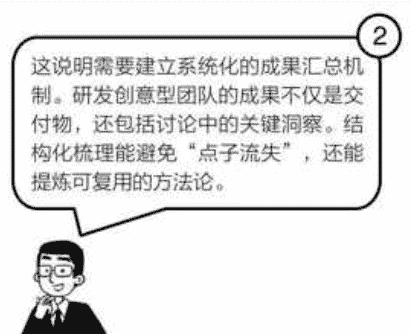 2
这说明需要建立系统化的成果汇总机
制。研发创意型团队的成果不仅是交
付物，还包括讨论中的关键洞察。结
构化梳理能避免“点子流失”，还能
提炼可复用的方法论。